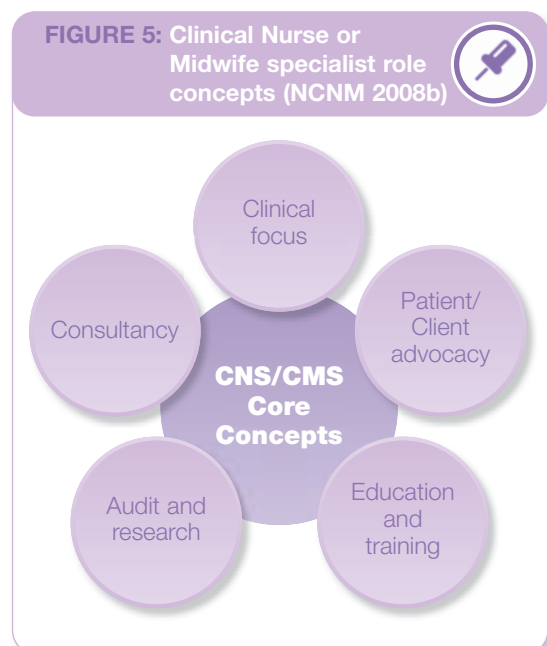 FIGURE 5: Clinical Nurse or
Midwife specialist role
concepts (NCNM 2008b)
Clinical
focus
Patient/
Client
advocacy
Education
and
training
Audit and
research
Consultancy
CNS/CMS
Core
Concepts